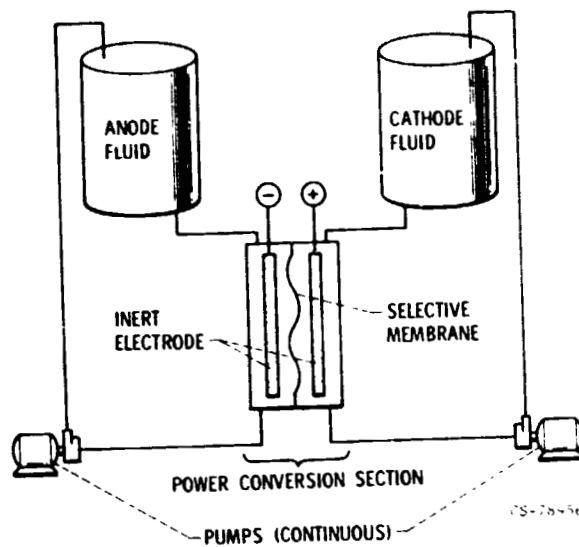 ANODE
FLUID
CATHODE
FLUID
−
+
INERT
ELECTRODE
SELECTIVE
MEMBRANE
POWER CONVERSION SECTION
PUMPS (CONTINUOUS)